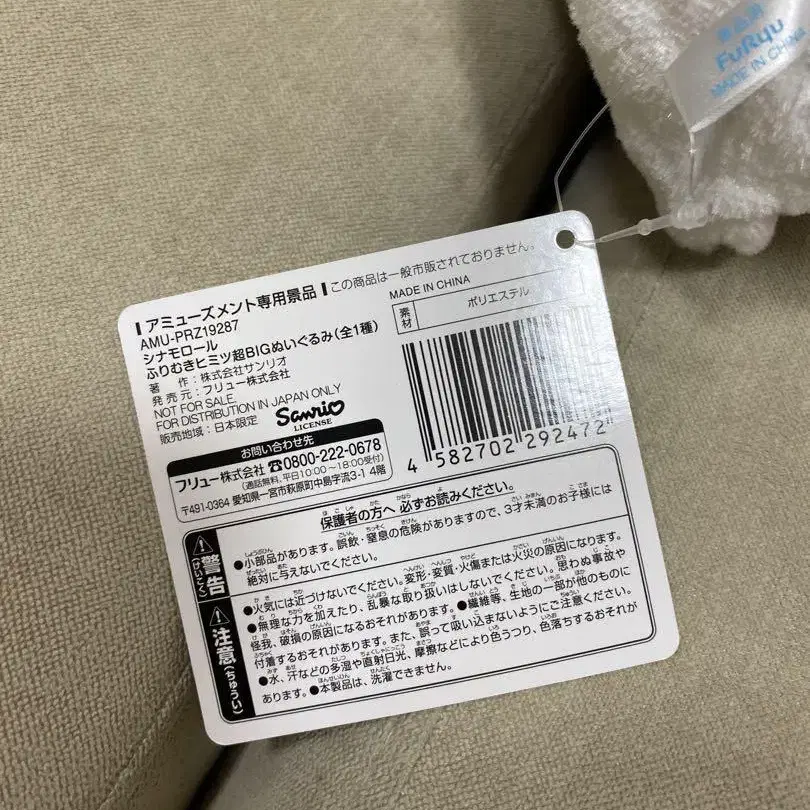 非売品
FuRyu
MADE IN CHINA
アミューズメント専用景品
この商品は一般市販されておりません。
AMU-PRZ19287
シナモロール
ふりむきヒミツ超BIGぬいぐるみ(全1種)
著 作:株式会社サンリオ
発 売 元:フリュー株式会社
NOT FOR SALE.
FOR DISTRIBUTION IN JAPAN ONLY
販売地域:日本限定
Sanrio
LICENSE
MADE IN CHINA
素材 ポリエステル
4 582702 292472
お問い合わせ先
フリュー株式会社 ☎0800-222-0678
(通話無料,平日10:00~18:00受付)
〒491-0364 愛知県一宮市萩原町中島字流3-1 4階
保護者の方へ 必ずお読みください。
警告(けいこく)
●小部品があります。誤飲・窒息の危険がありますので、3才未満のお子様には
絶対に与えないでください。
注意(ちゅうい)
●火気には近づけないでください。変形・変質・火傷または火災の原因になります。
●無理な力を加えたり、乱暴な取り扱いはしないでください。思わぬ事故や
怪我、破損の原因になるおそれがあります。●繊維等、生地の一部が他のものに
付着するおそれがあります。また、誤って吸い込まないようにご注意ください。
●水、汗などの多湿や直射日光、摩擦などにより色うつり、色落ちするおそれが
あります。●本製品は、洗濯できません。